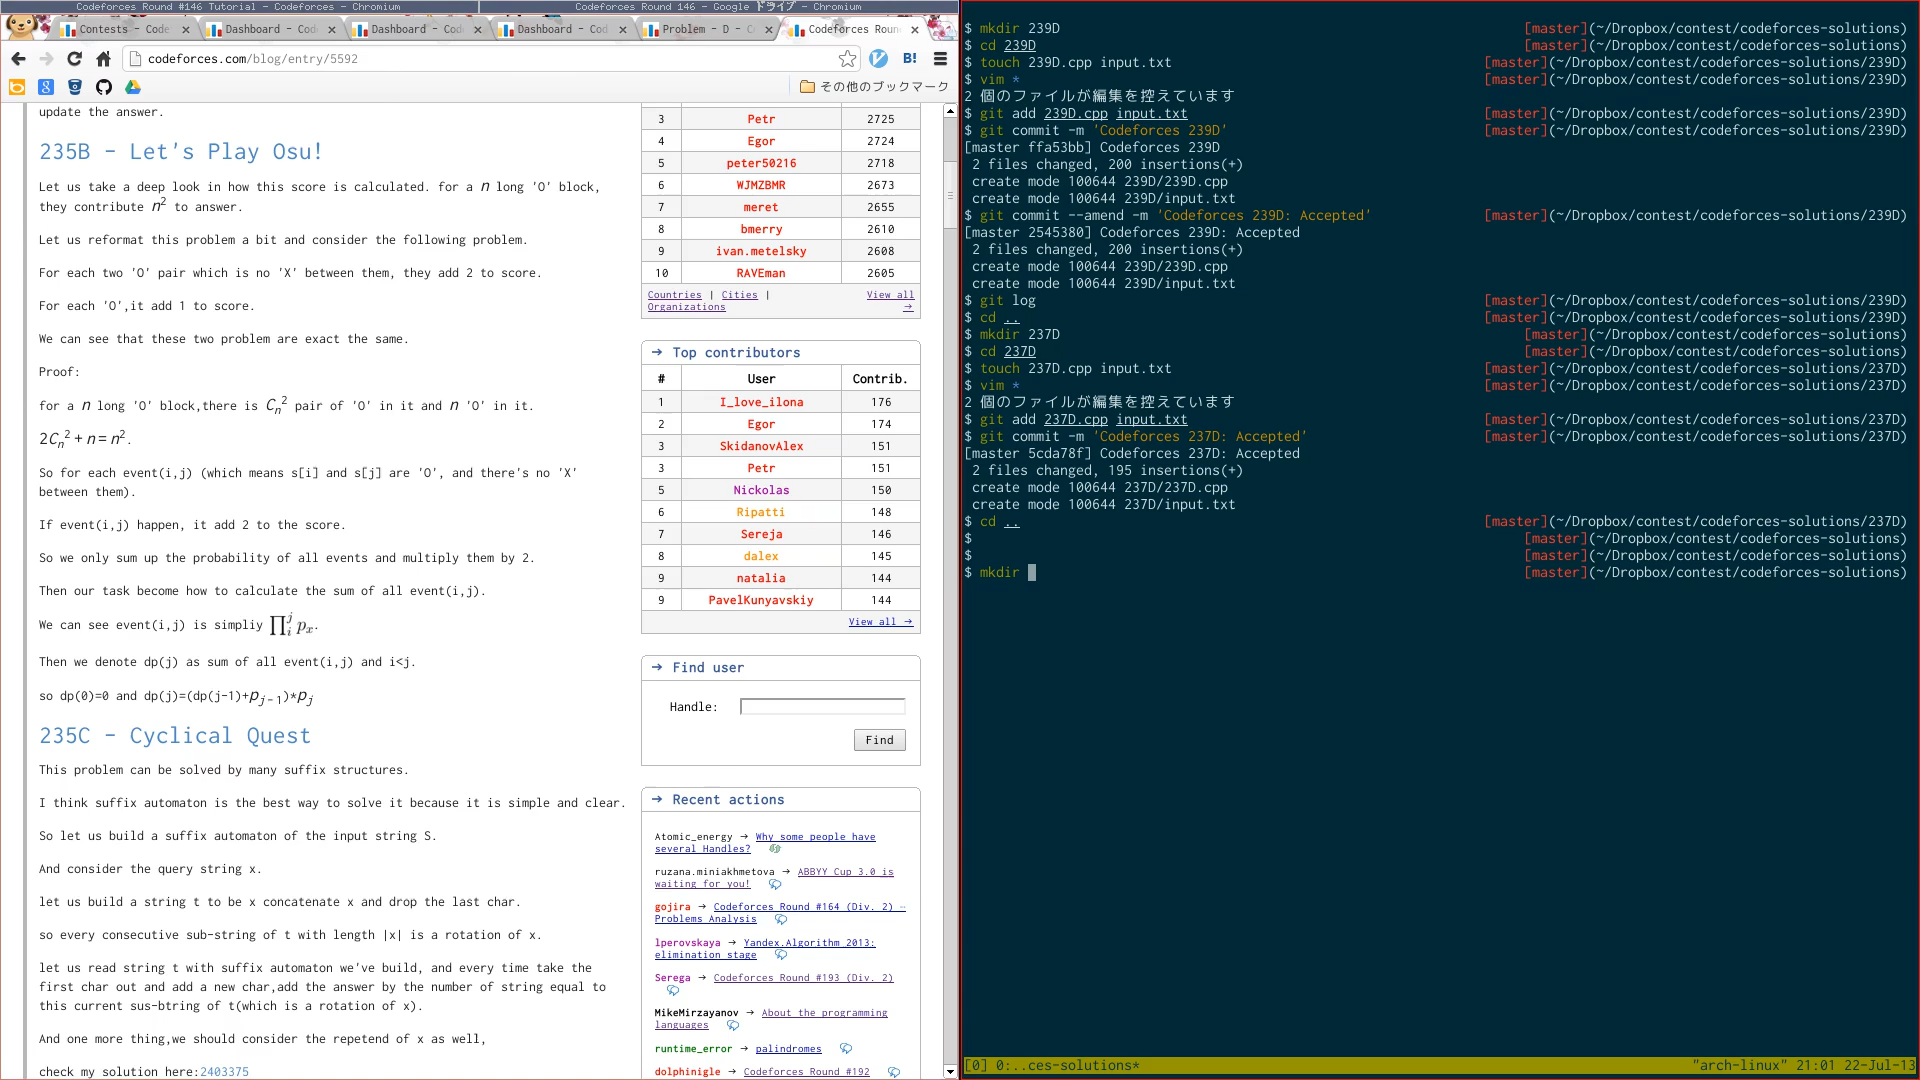 Codeforces Round #146 Tutorial - Codeforces - Chromium
Codeforces Round 146 - Google ドライブ - Chromium
Contests - Code
Dashboard - Co
Dashboard - Cod
Dashboard - Cod
Problem - D - C
Codeforces Roun
codeforces.com/blog/entry/5592
B!
その他のブックマーク
update the answer.
235B - Let's Play Osu!
Let us take a deep look in how this score is calculated. for a n long 'O' block,
they contribute n² to answer.
Let us reformat this problem a bit and consider the following problem.
For each two 'O' pair which is no 'X' between them, they add 2 to score.
For each 'O',it add 1 to score.
We can see that these two problem are exact the same.
Proof:
for a n long 'O' block,there is Cₙ² pair of 'O' in it and n 'O' in it.
2Cₙ² + n = n².
So for each event(i,j) (which means s[i] and s[j] are 'O', and there's no 'X'
between them).
If event(i,j) happen, it add 2 to the score.
So we only sum up the probability of all events and multiply them by 2.
Then our task become how to calculate the sum of all event(i,j).
We can see event(i,j) is simpliy ∏ᵢʲ pₓ.
Then we denote dp(j) as sum of all event(i,j) and i<j.
so dp(0)=0 and dp(j)=(dp(j-1)+pⱼ₋₁)*pⱼ
235C - Cyclical Quest
This problem can be solved by many suffix structures.
I think suffix automaton is the best way to solve it because it is simple and clear.
So let us build a suffix automaton of the input string S.
And consider the query string x.
let us build a string t to be x concatenate x and drop the last char.
so every consecutive sub-string of t with length |x| is a rotation of x.
let us read string t with suffix automaton we've build, and every time take the
first char out and add a new char,add the answer by the number of string equal to
this current sus-btring of t(which is a rotation of x).
And one more thing,we should consider the repetend of x as well,
check my solution here:2403375
3 Petr 2725
4 Egor 2724
5 peter50216 2718
6 WJMZBMR 2673
7 meret 2655
8 bmerry 2610
9 ivan.metelsky 2608
10 RAVEman 2605
Countries | Cities | View all
Organizations →
→ Top contributors
# User Contrib.
1 I_love_ilona 176
2 Egor 174
3 SkidanovAlex 151
3 Petr 151
5 Nickolas 150
6 Ripatti 148
7 Sereja 146
8 dalex 145
9 natalia 144
9 PavelKunyavskiy 144
View all →
→ Find user
Handle:
Find
→ Recent actions
Atomic_energy → Why some people have
several Handles?
ruzana.miniakhmetova → ABBYY Cup 3.0 is
waiting for you!
gojira → Codeforces Round #164 (Div. 2) —
Problems Analysis
lperovskaya → Yandex.Algorithm 2013:
elimination stage
Serega → Codeforces Round #193 (Div. 2)
MikeMirzayanov → About the programming
languages
runtime_error → palindromes
dolphinigle → Codeforces Round #192
$ mkdir 239D [master](~/Dropbox/contest/codeforces-solutions)
$ cd 239D [master](~/Dropbox/contest/codeforces-solutions)
$ touch 239D.cpp input.txt [master](~/Dropbox/contest/codeforces-solutions/239D)
$ vim * [master](~/Dropbox/contest/codeforces-solutions/239D)
2 個のファイルが編集を控えています
$ git add 239D.cpp input.txt [master](~/Dropbox/contest/codeforces-solutions/239D)
$ git commit -m 'Codeforces 239D' [master](~/Dropbox/contest/codeforces-solutions/239D)
[master ffa53bb] Codeforces 239D
2 files changed, 200 insertions(+)
create mode 100644 239D/239D.cpp
create mode 100644 239D/input.txt
$ git commit --amend -m 'Codeforces 239D: Accepted' [master](~/Dropbox/contest/codeforces-solutions/239D)
[master 2545380] Codeforces 239D: Accepted
2 files changed, 200 insertions(+)
create mode 100644 239D/239D.cpp
create mode 100644 239D/input.txt
$ git log [master](~/Dropbox/contest/codeforces-solutions/239D)
$ cd .. [master](~/Dropbox/contest/codeforces-solutions/239D)
$ mkdir 237D [master](~/Dropbox/contest/codeforces-solutions)
$ cd 237D [master](~/Dropbox/contest/codeforces-solutions)
$ touch 237D.cpp input.txt [master](~/Dropbox/contest/codeforces-solutions/237D)
$ vim * [master](~/Dropbox/contest/codeforces-solutions/237D)
2 個のファイルが編集を控えています
$ git add 237D.cpp input.txt [master](~/Dropbox/contest/codeforces-solutions/237D)
$ git commit -m 'Codeforces 237D: Accepted' [master](~/Dropbox/contest/codeforces-solutions/237D)
[master 5cda78f] Codeforces 237D: Accepted
2 files changed, 195 insertions(+)
create mode 100644 237D/237D.cpp
create mode 100644 237D/input.txt
$ cd .. [master](~/Dropbox/contest/codeforces-solutions/237D)
$ [master](~/Dropbox/contest/codeforces-solutions)
$ [master](~/Dropbox/contest/codeforces-solutions)
$ mkdir [master](~/Dropbox/contest/codeforces-solutions)
[0] 0:..ces-solutions* "arch-linux" 21:01 22-Jul-13